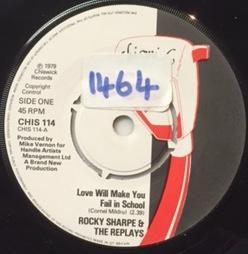 1464
℗ 1979
Chiswick
Records
Copyright
Control
SIDE ONE
45 RPM
CHIS 114
CHIS 114-A
Produced by
Mike Vernon for
Handle Artists
Management Ltd
A Brand New
Production
Love Will Make You
Fail in School
(Cornel Mildru) (2.39)
ROCKY SHARPE &
THE REPLAYS